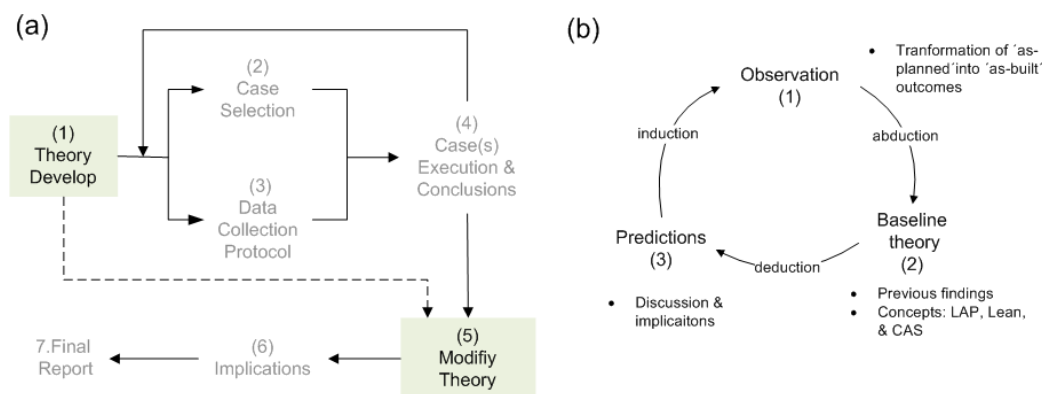 (a)
(1)
Theory
Develop
(2)
Case
Selection
(3)
Data
Collection
Protocol
(4)
Case(s)
Execution &
Conclusions
(5)
Modifiy
Theory
(6)
Implications
7.Final
Report
(b)
Observation
(1)
• Tranformation of ´as-
planned´into ´as-built´
outcomes
abduction
Baseline
theory
(2)
• Previous findings
• Concepts: LAP, Lean,
& CAS
deduction
Predictions
(3)
• Discussion &
implicaitons
induction